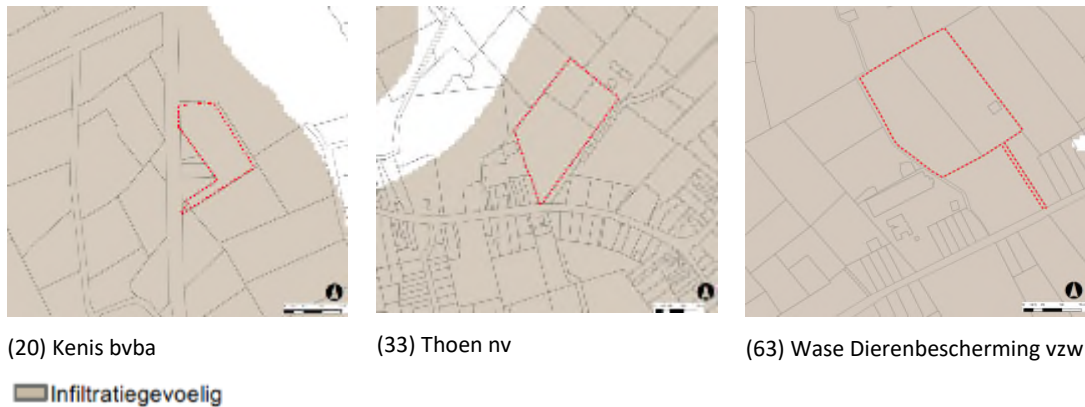 (20) Kenis bvba
(33) Thoen nv
(63) Wase Dierenbescherming vzw
Infiltratiegevoelig